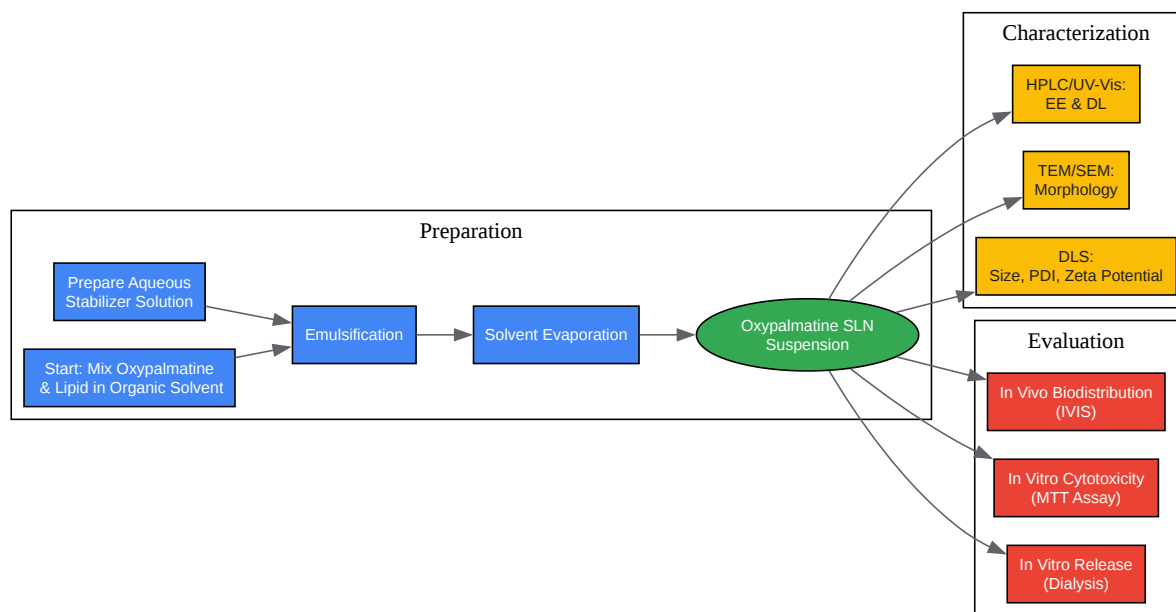 Preparation
Prepare Aqueous
Stabilizer Solution
Start: Mix Oxypalmatine
& Lipid in Organic Solvent
Emulsification
Solvent Evaporation
Oxypalmatine SLN
Suspension
Characterization
HPLC/UV-Vis:
EE & DL
TEM/SEM:
Morphology
DLS:
Size, PDI, Zeta Potential
Evaluation
In Vivo Biodistribution
(IVIS)
In Vitro Cytotoxicity
(MTT Assay)
In Vitro Release
(Dialysis)